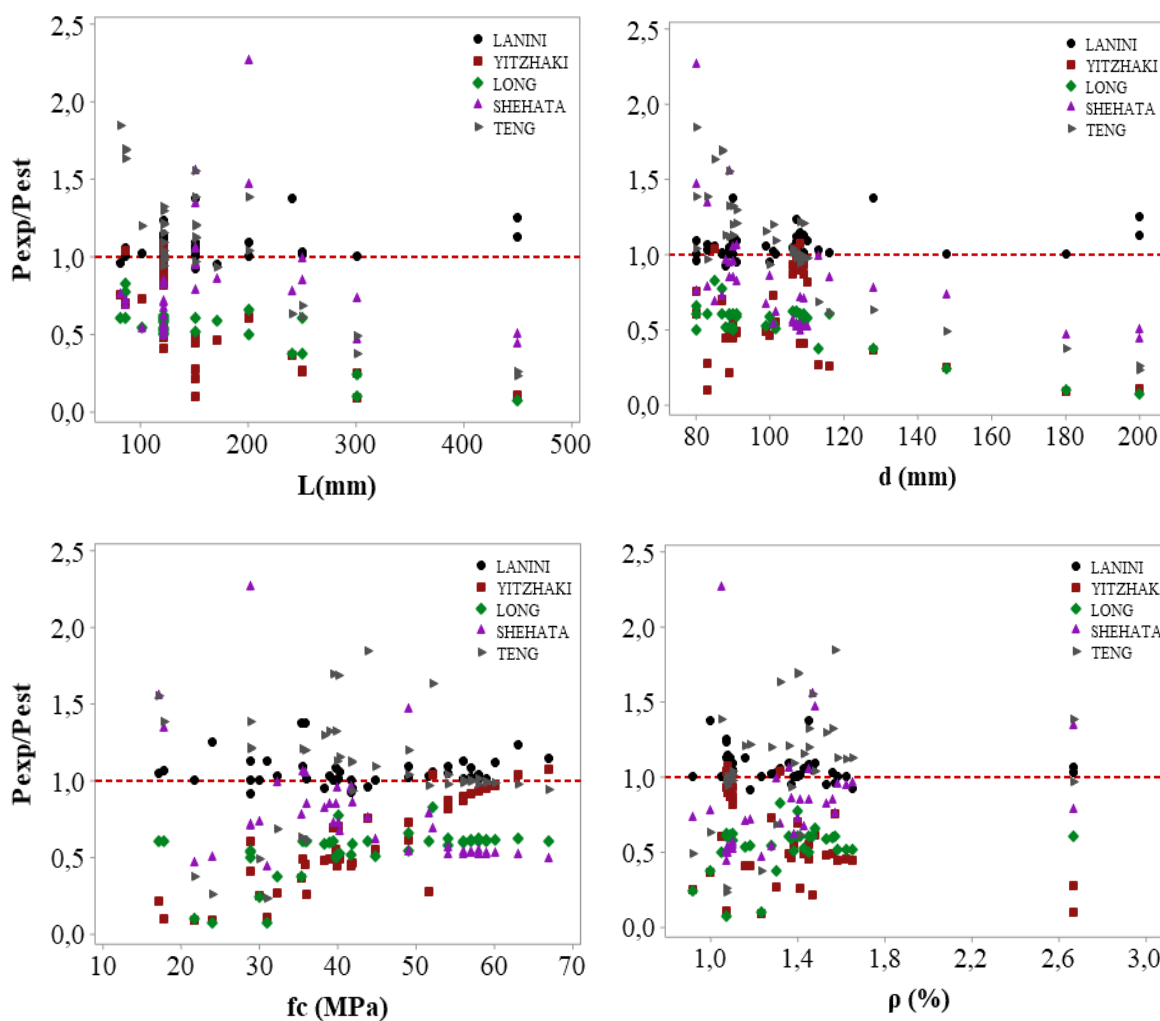 2,5
2,0
1,5
1,0
0,5
0,0
Pexp/Pest
LANINI
YITZHAKI
LONG
SHEHATA
TENG
100 200 300 400 500
L(mm)
2,5
2,0
1,5
1,0
0,5
0,0
LANINI
YITZHAKI
LONG
SHEHATA
TENG
80 100 120 140 160 180 200
d (mm)
2,5
2,0
1,5
1,0
0,5
0,0
Pexp/Pest
LANINI
YITZHAKI
LONG
SHEHATA
TENG
10 20 30 40 50 60 70
fc (MPa)
2,5
2,0
1,5
1,0
0,5
0,0
LANINI
YITZHAK
LONG
SHEHATA
TENG
1,0 1,4 1,8 2,2 2,6 3,0
ρ (%)